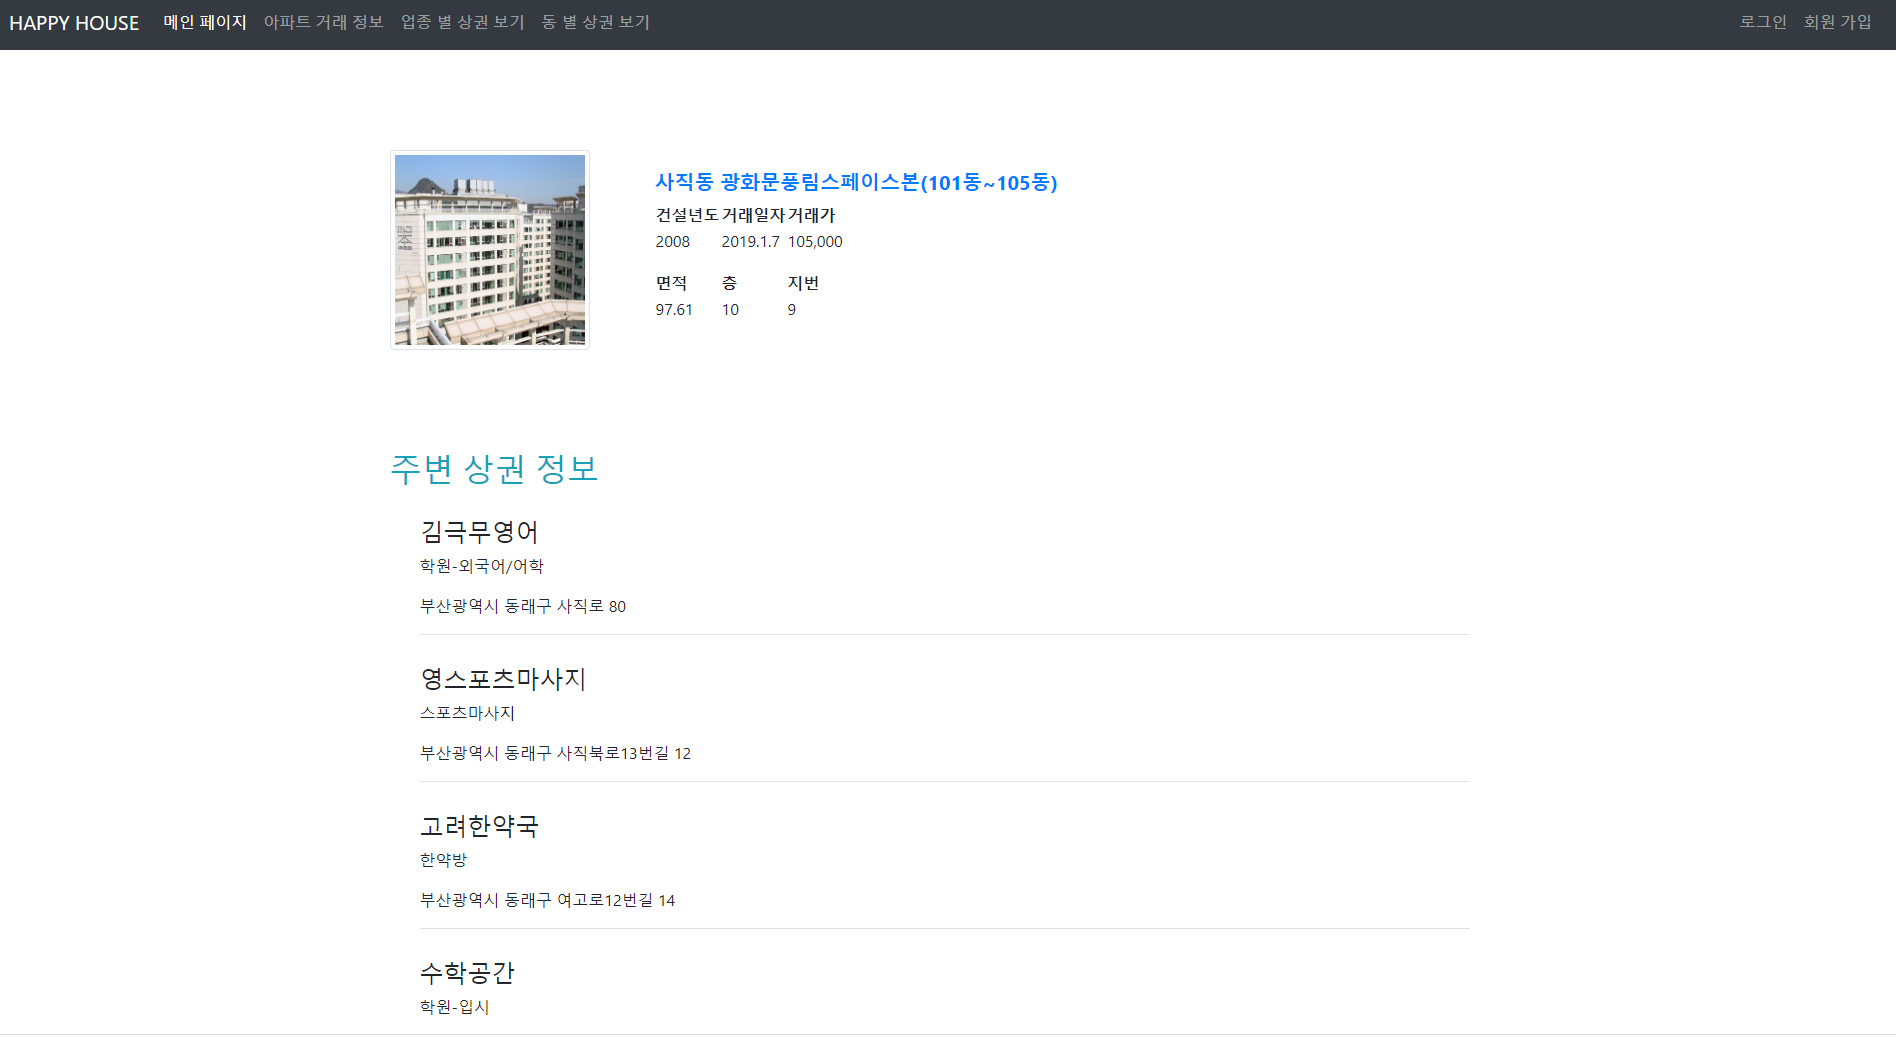 HAPPY HOUSE 메인 페이지 아파트 거래 정보 업종 별 상권 보기 동 별 상권 보기 로그인 회원 가입
사직동 광화문풍림스페이스본(101동~105동)
건설년도 거래일자 거래가
2008 2019.1.7 105,000
면적 층 지번
97.61 10 9
주변 상권 정보
김극무영어
학원-외국어/어학
부산광역시 동래구 사직로 80
영스포츠마사지
스포츠마사지
부산광역시 동래구 사직북로13번길 12
고려한약국
한약방
부산광역시 동래구 여고로12번길 14
수학공간
학원-입시